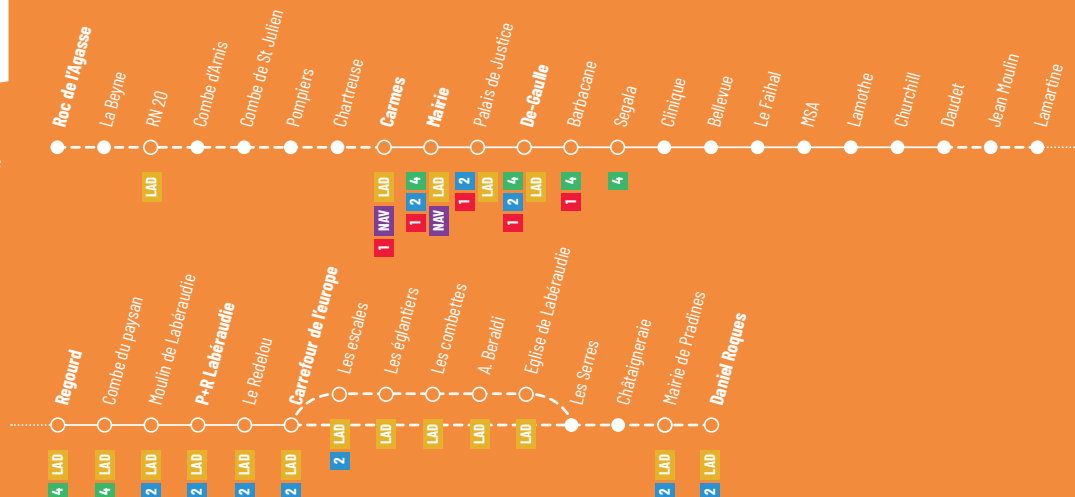 Roc de l'Agasse
La Beyne
RN 20
LAD
Combe d'Arnis
Combe de St Julien
Pompiers
Chartreuse
Carmes
1 NAV LAD
Mairie
1 2 4
NAV LAD
Palais de Justice
1 2
LAD
De-Gaulle
1 2 4
LAD
Barbacane
1 4
Segala
4
Clinique
Bellevue
Le Faihal
MSA
Lamothe
Churchill
Daudet
Jean Moulin
Lamartine
Regourd
4 LAD
Combe du paysan
4 LAD
Moulin de Labéraudie
2 LAD
P+R Labéraudie
2 LAD
Le Redelou
2 LAD
Carrefour de l'europe
2 LAD
Les escales
2 LAD
Les églantiers
LAD
Les combettes
LAD
A. Beraldi
LAD
Eglise de Labéraudie
LAD
Les Serres
Châtaigneraie
Mairie de Pradines
2 LAD
Daniel Roques
2 LAD